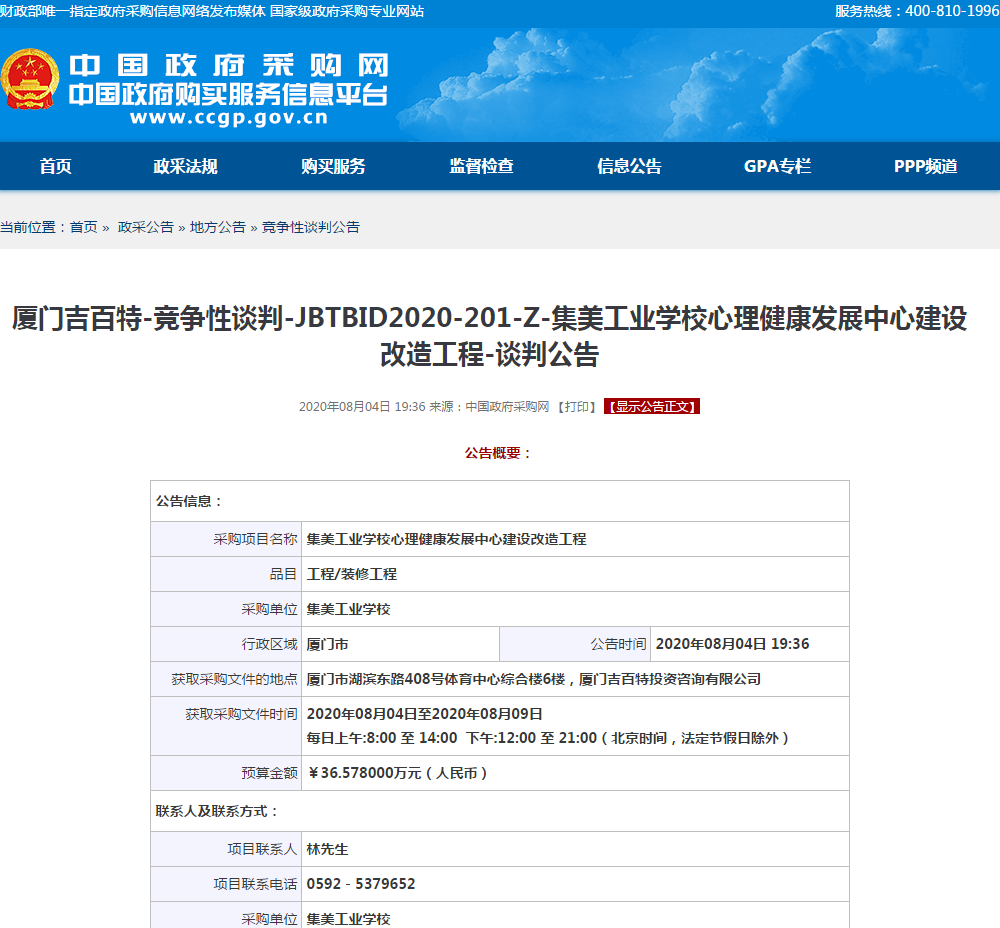 财政部唯一指定政府采购信息网络发布媒体 国家级政府采购专业网站 服务热线：400-810-1996
中国政府采购网
中国政府购买服务信息平台
www.ccgp.gov.cn
首页 政采法规 购买服务 监督检查 信息公告 GPA专栏 PPP频道
当前位置：首页 » 政采公告 » 地方公告 » 竞争性谈判公告
厦门吉百特-竞争性谈判-JBTBID2020-201-Z-集美工业学校心理健康发展中心建设
改造工程-谈判公告
2020年08月04日 19:36 来源：中国政府采购网 【打印】 【显示公告正文】
公告概要：
公告信息：
采购项目名称 集美工业学校心理健康发展中心建设改造工程
品目 工程/装修工程
采购单位 集美工业学校
行政区域 厦门市 公告时间 2020年08月04日 19:36
获取采购文件的地点 厦门市湖滨东路408号体育中心综合楼6楼，厦门吉百特投资咨询有限公司
获取采购文件时间 2020年08月04日至2020年08月09日
每日上午:8:00 至 14:00 下午:12:00 至 21:00（北京时间，法定节假日除外）
预算金额 ￥36.578000万元（人民币）
联系人及联系方式：
项目联系人 林先生
项目联系电话 0592－5379652
采购单位 集美工业学校